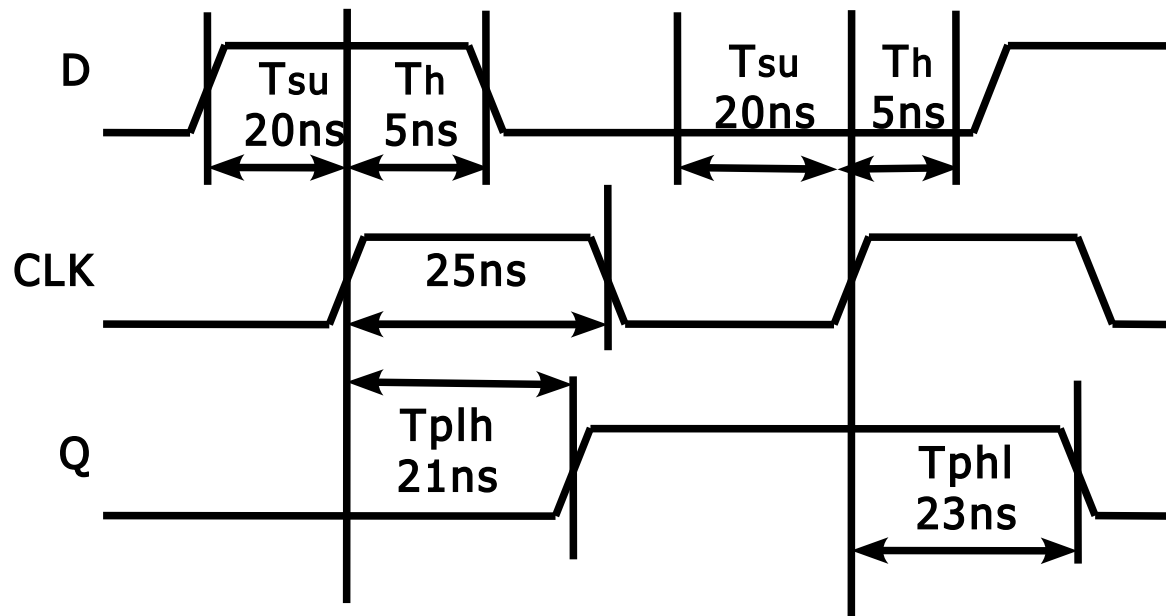 D
Tsu
20ns
Th
5ns
Tsu
20ns
Th
5ns
CLK
25ns
Q
Tplh
21ns
Tphl
23ns